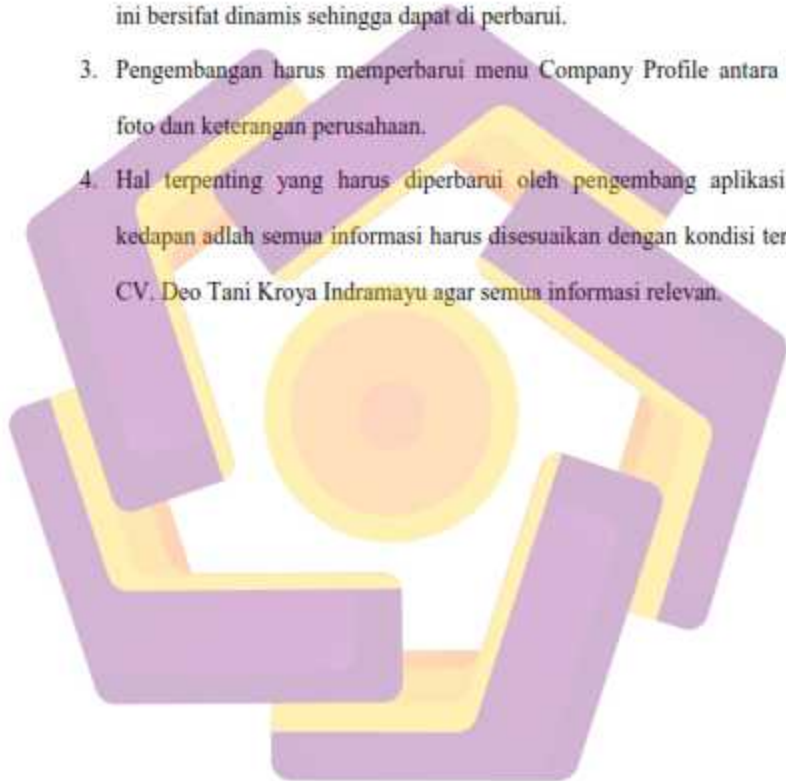 ini bersifat dinamis sehingga dapat di perbarui.
3. Pengembangan harus memperbarui menu Company Profile antara
foto dan keterangan perusahaan.
4. Hal terpenting yang harus diperbarui oleh pengembang aplikasi
kedapan adlah semua informasi harus disesuaikan dengan kondisi ter
CV. Deo Tani Kroya Indramayu agar semua informasi relevan.